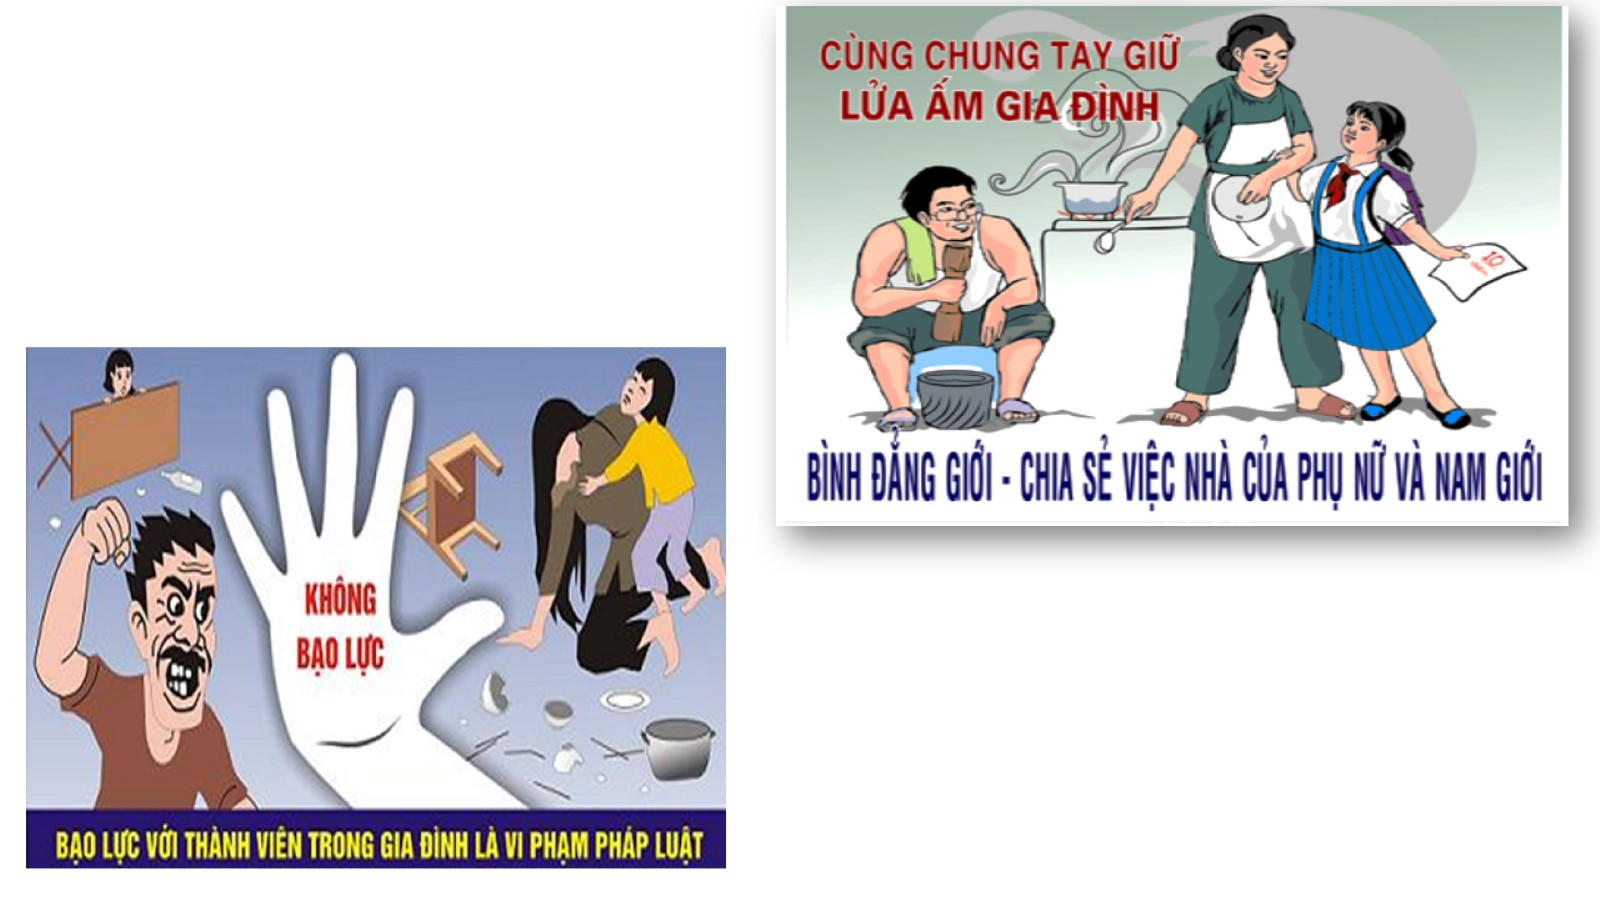 CÙNG CHUNG TAY GIỮ
LỬA ẤM GIA ĐÌNH
10
BÌNH ĐẲNG GIỚI - CHIA SẺ VIỆC NHÀ CỦA PHỤ NỮ VÀ NAM GIỚI
KHÔNG
BẠO LỰC
BẠO LỰC VỚI THÀNH VIÊN TRONG GIA ĐÌNH LÀ VI PHẠM PHÁP LUẬT